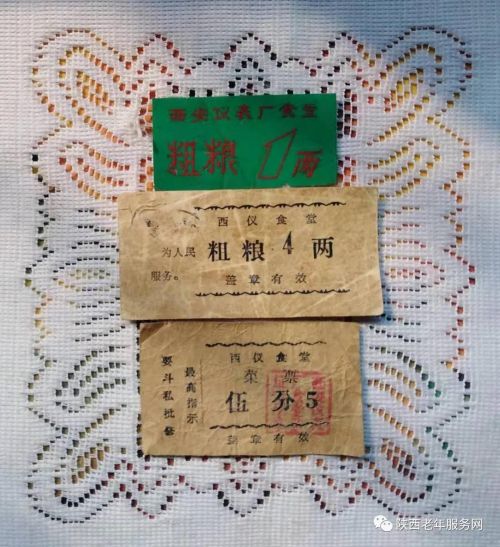 西安仪表厂食堂
粗粮 1两
西仪食堂
为人民
服务。
粗粮 4 两
盖章有效
西仪食堂
菜票
伍分5
盖章有效
最高指示
要斗私批修
陕西老年服务网